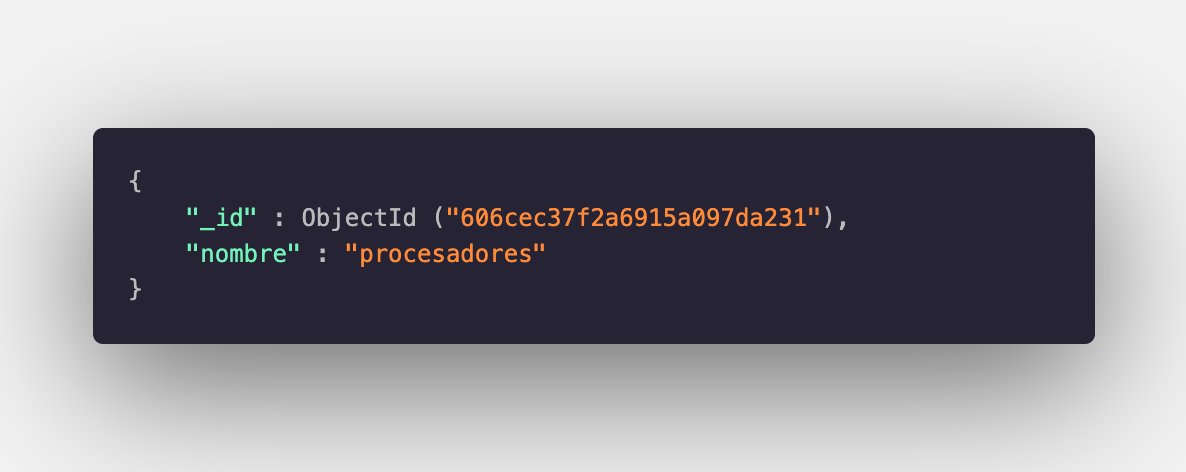 {
    "_id" : ObjectId ("606cec37f2a6915a097da231"),
    "nombre" : "procesadores"
}